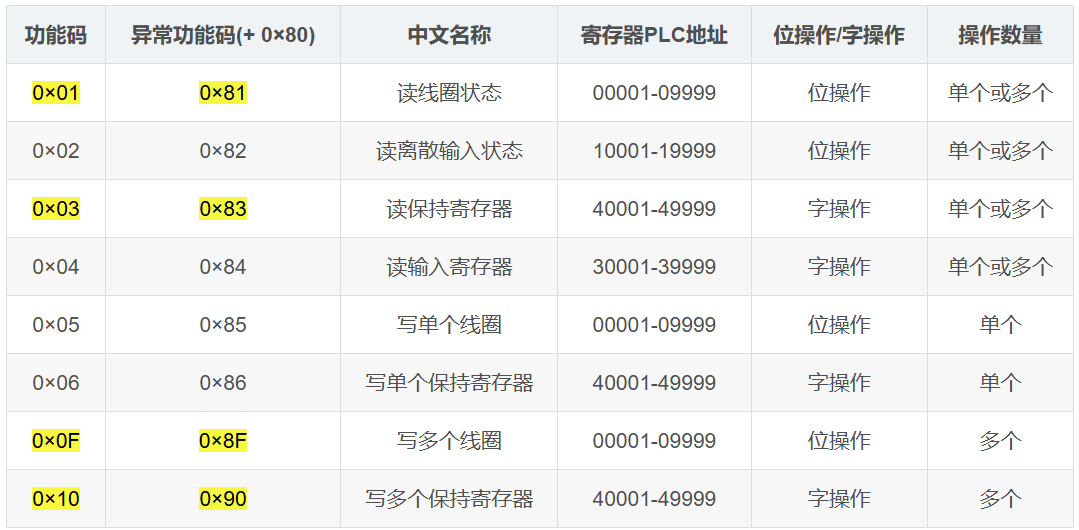 功能码 异常功能码(+ 0×80) 中文名称 寄存器PLC地址 位操作/字操作 操作数量
0×01 0×81 读线圈状态 00001-09999 位操作 单个或多个
0×02 0×82 读离散输入状态 10001-19999 位操作 单个或多个
0×03 0×83 读保持寄存器 40001-49999 字操作 单个或多个
0×04 0×84 读输入寄存器 30001-39999 字操作 单个或多个
0×05 0×85 写单个线圈 00001-09999 位操作 单个
0×06 0×86 写单个保持寄存器 40001-49999 字操作 单个
0×0F 0×8F 写多个线圈 00001-09999 位操作 多个
0×10 0×90 写多个保持寄存器 40001-49999 字操作 多个